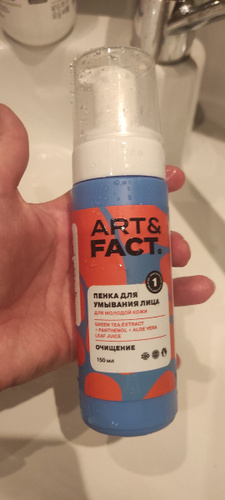 ART&
FACT.
1
ПЕНКА ДЛЯ
УМЫВАНИЯ ЛИЦА
ДЛЯ МОЛОДОЙ КОЖИ
GREEN TEA EXTRACT
+ PANTHENOL + ALOE VERA
LEAF JUICE
ОЧИЩЕНИЕ
150 МЛ